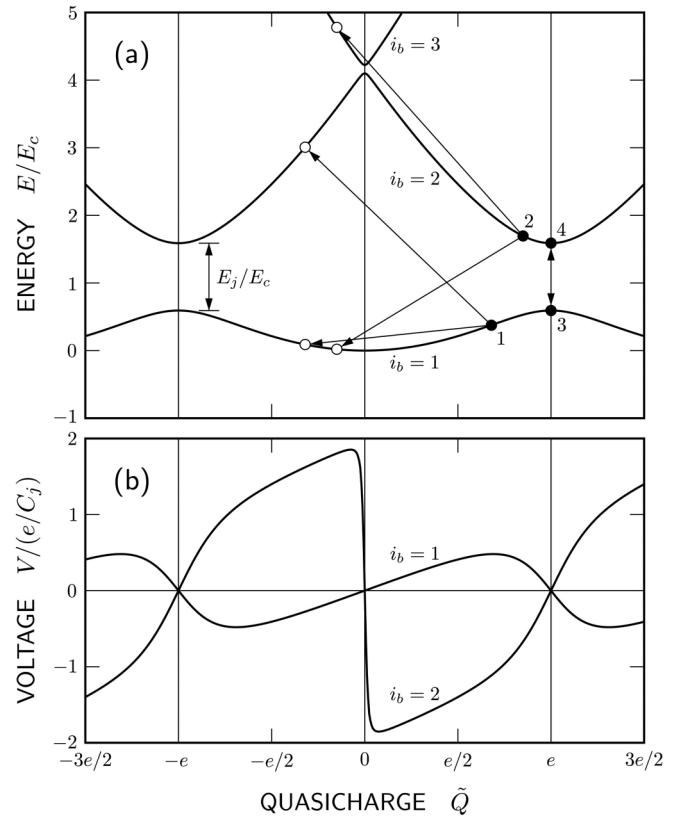 (a)
ENERGY E/E_c
5
4
3
2
1
0
−1
i_b = 3
i_b = 2
2
4
E_j/E_c
1
3
i_b = 1
(b)
VOLTAGE V/(e/C_j)
2
1
0
−1
−2
i_b = 1
i_b = 2
−3e/2
−e
−e/2
0
e/2
e
3e/2
QUASICHARGE Q̃